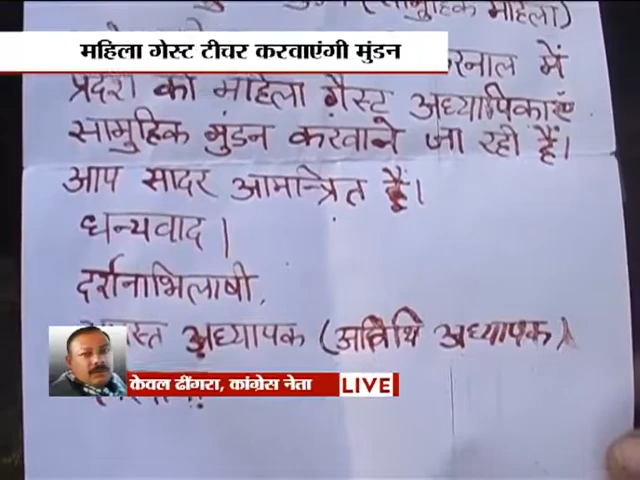 (सामुहिक महिला)
महिला गेस्ट टीचर करवाएंगी मुंडन
में
प्रदेश की महिला गैस्ट अध्यापिकाएँ
सामुहिक मुंडन करवाने जा रही हैं।
आप सादर आमन्त्रित हैं।
धन्यवाद।
दर्शनाभिलाषी,
अध्यापक (अतिथि अध्यापक)
केवल ढींगरा, कांग्रेस नेता
LIVE